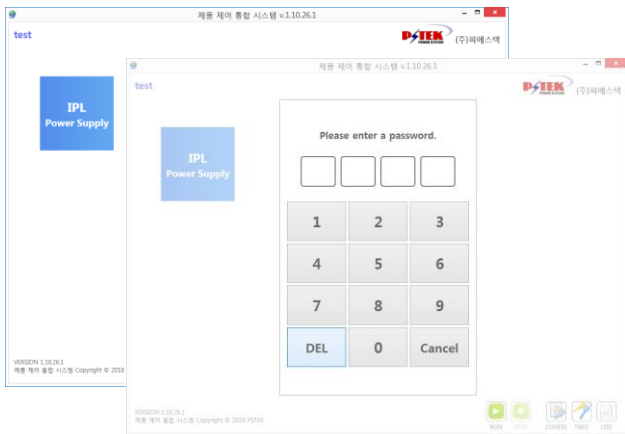 제품 제어 통합 시스템 v.1.10.26.1
test
PSTEK
POWER SYSTEM
(주)피에스텍
IPL
Power Supply
VERSION 1.10.26.1
제품 제어 통합 시스템 Copyright © 2018
제품 제어 통합 시스템 v.1.10.26.1
test
PSTEK
POWER SYSTEM
(주)피에스텍
IPL
Power Supply
Please enter a password.
1 2 3
4 5 6
7 8 9
DEL 0 Cancel
VERSION 1.10.26.1
제품 제어 통합 시스템 Copyright © 2018 PSTEK
RUN STOP CONFIG PASS LOG